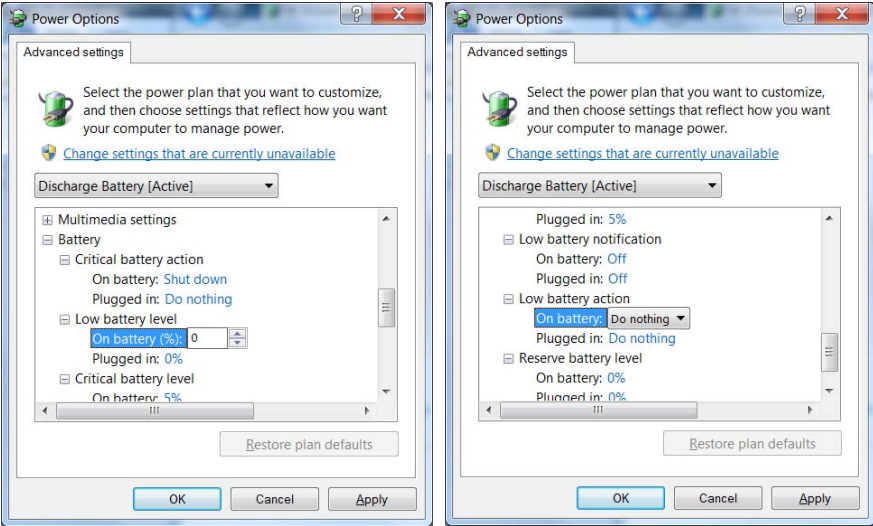 Power Options
Advanced settings
Select the power plan that you want to customize,
and then choose settings that reflect how you want
your computer to manage power.
Change settings that are currently unavailable
Discharge Battery [Active]
Multimedia settings
Battery
Critical battery action
On battery: Shut down
Plugged in: Do nothing
Low battery level
On battery (%): 0
Plugged in: 0%
Critical battery level
On battery: 5%
Restore plan defaults
OK Cancel Apply
Power Options
Advanced settings
Select the power plan that you want to customize,
and then choose settings that reflect how you want
your computer to manage power.
Change settings that are currently unavailable
Discharge Battery [Active]
Plugged in: 5%
Low battery notification
On battery: Off
Plugged in: Off
Low battery action
On battery: Do nothing
Plugged in: Do nothing
Reserve battery level
On battery: 0%
Plugged in: 0%
Restore plan defaults
OK Cancel Apply